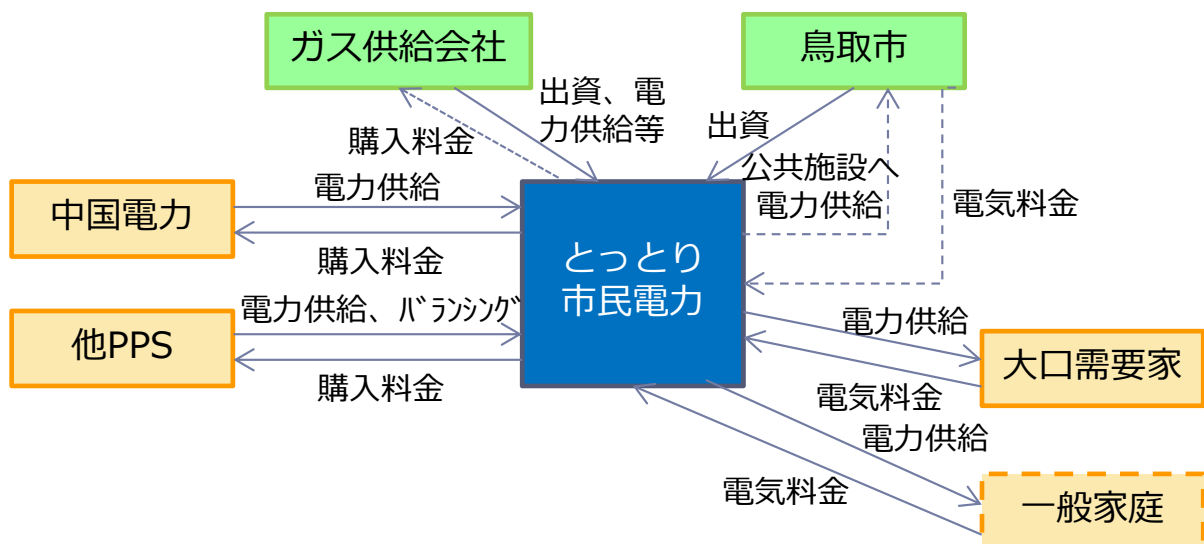 ガス供給会社
鳥取市
出資、電
力供給等
購入料金
出資
公共施設へ
電力供給
電気料金
中国電力
電力供給
購入料金
とっとり
市民電力
他PPS
電力供給、バランシング
購入料金
電力供給
大口需要家
電気料金
電力供給
電気料金
一般家庭